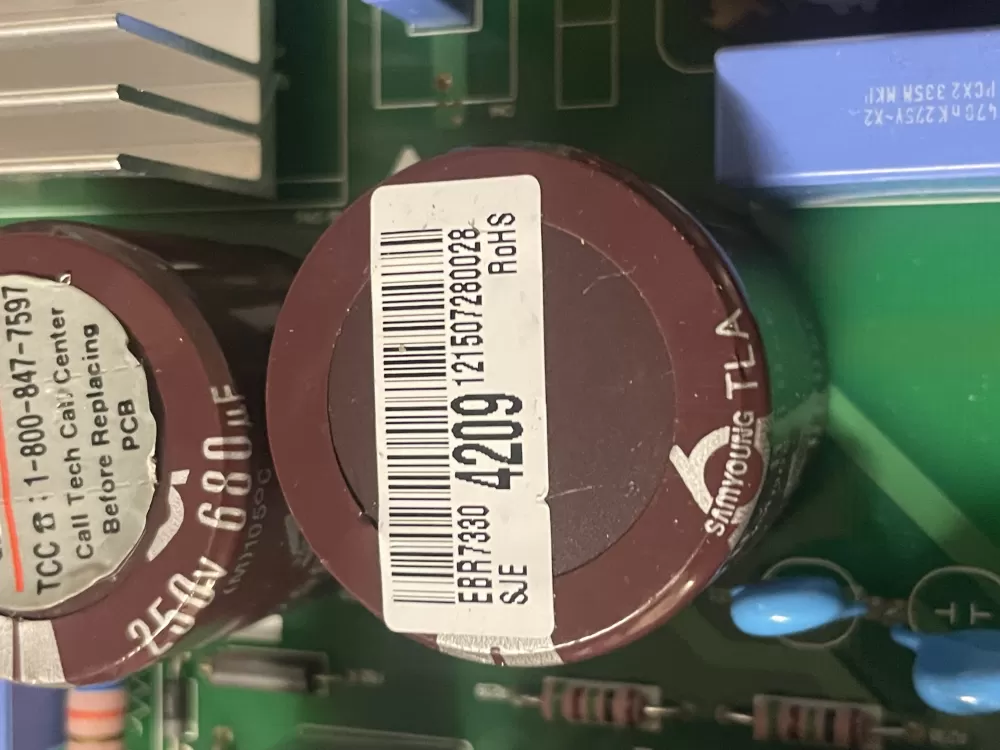 TCC ☎ : 1-800-847-7597
Call Tech Call Center
Before Replacing
PCB
250v 680µF
(M)105°C
EBR7330 4209 121507280028
SJE RoHS
SAMYOUNG TLA
470nK275V~X2
PCX2 335M MKP